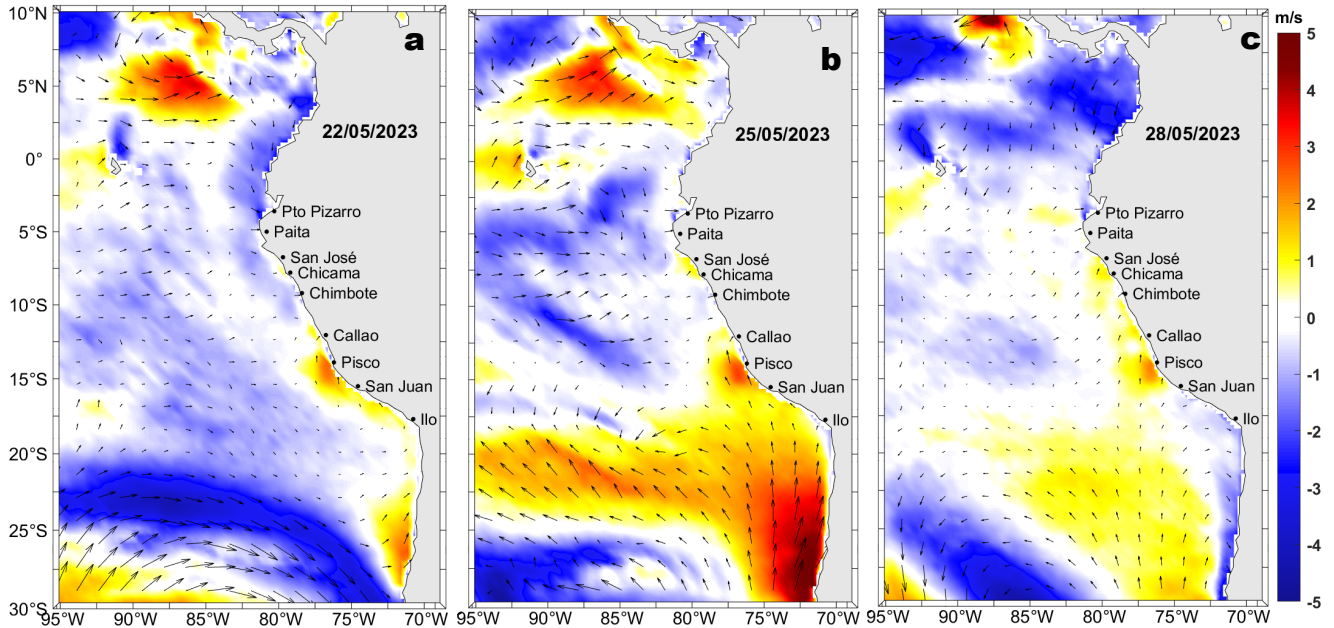 a
22/05/2023
10°N
5°N
0°
5°S
10°S
15°S
20°S
25°S
30°S
95°W 90°W 85°W 80°W 75°W 70°W
Pto Pizarro
Paita
San José
Chicama
Chimbote
Callao
Pisco
San Juan
Ilo
b
25/05/2023
95°W 90°W 85°W 80°W 75°W 70°W
Pto Pizarro
Paita
San José
Chicama
Chimbote
Callao
Pisco
San Juan
Ilo
c
28/05/2023
95°W 90°W 85°W 80°W 75°W 70°W
Pto Pizarro
Paita
San José
Chicama
Chimbote
Callao
Pisco
San Juan
Ilo
m/s
5
4
3
2
1
0
-1
-2
-3
-4
-5